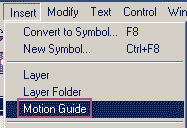 Insert Modify Text Control Win
Convert to Symbol... F8
New Symbol... Ctrl+F8
Layer
Layer Folder
Motion Guide